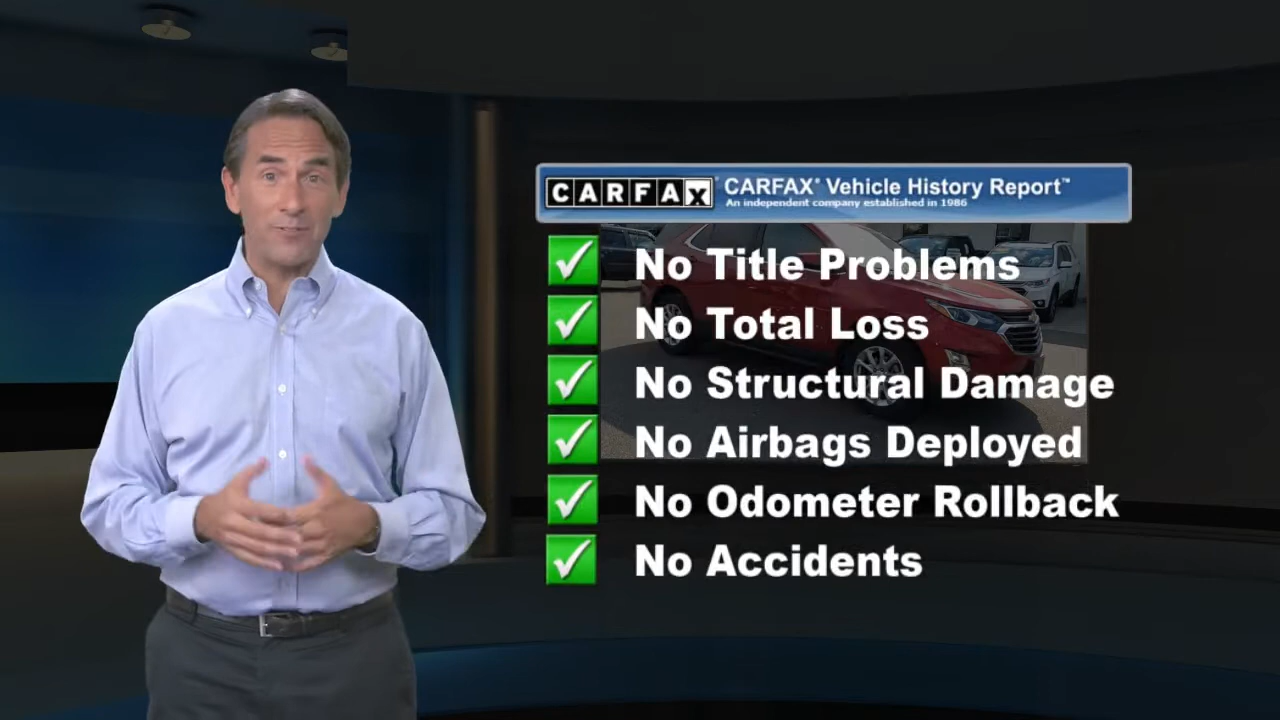 CARFAX CARFAX® Vehicle History Report™
An independent company established in 1986
No Title Problems
No Total Loss
No Structural Damage
No Airbags Deployed
No Odometer Rollback
No Accidents